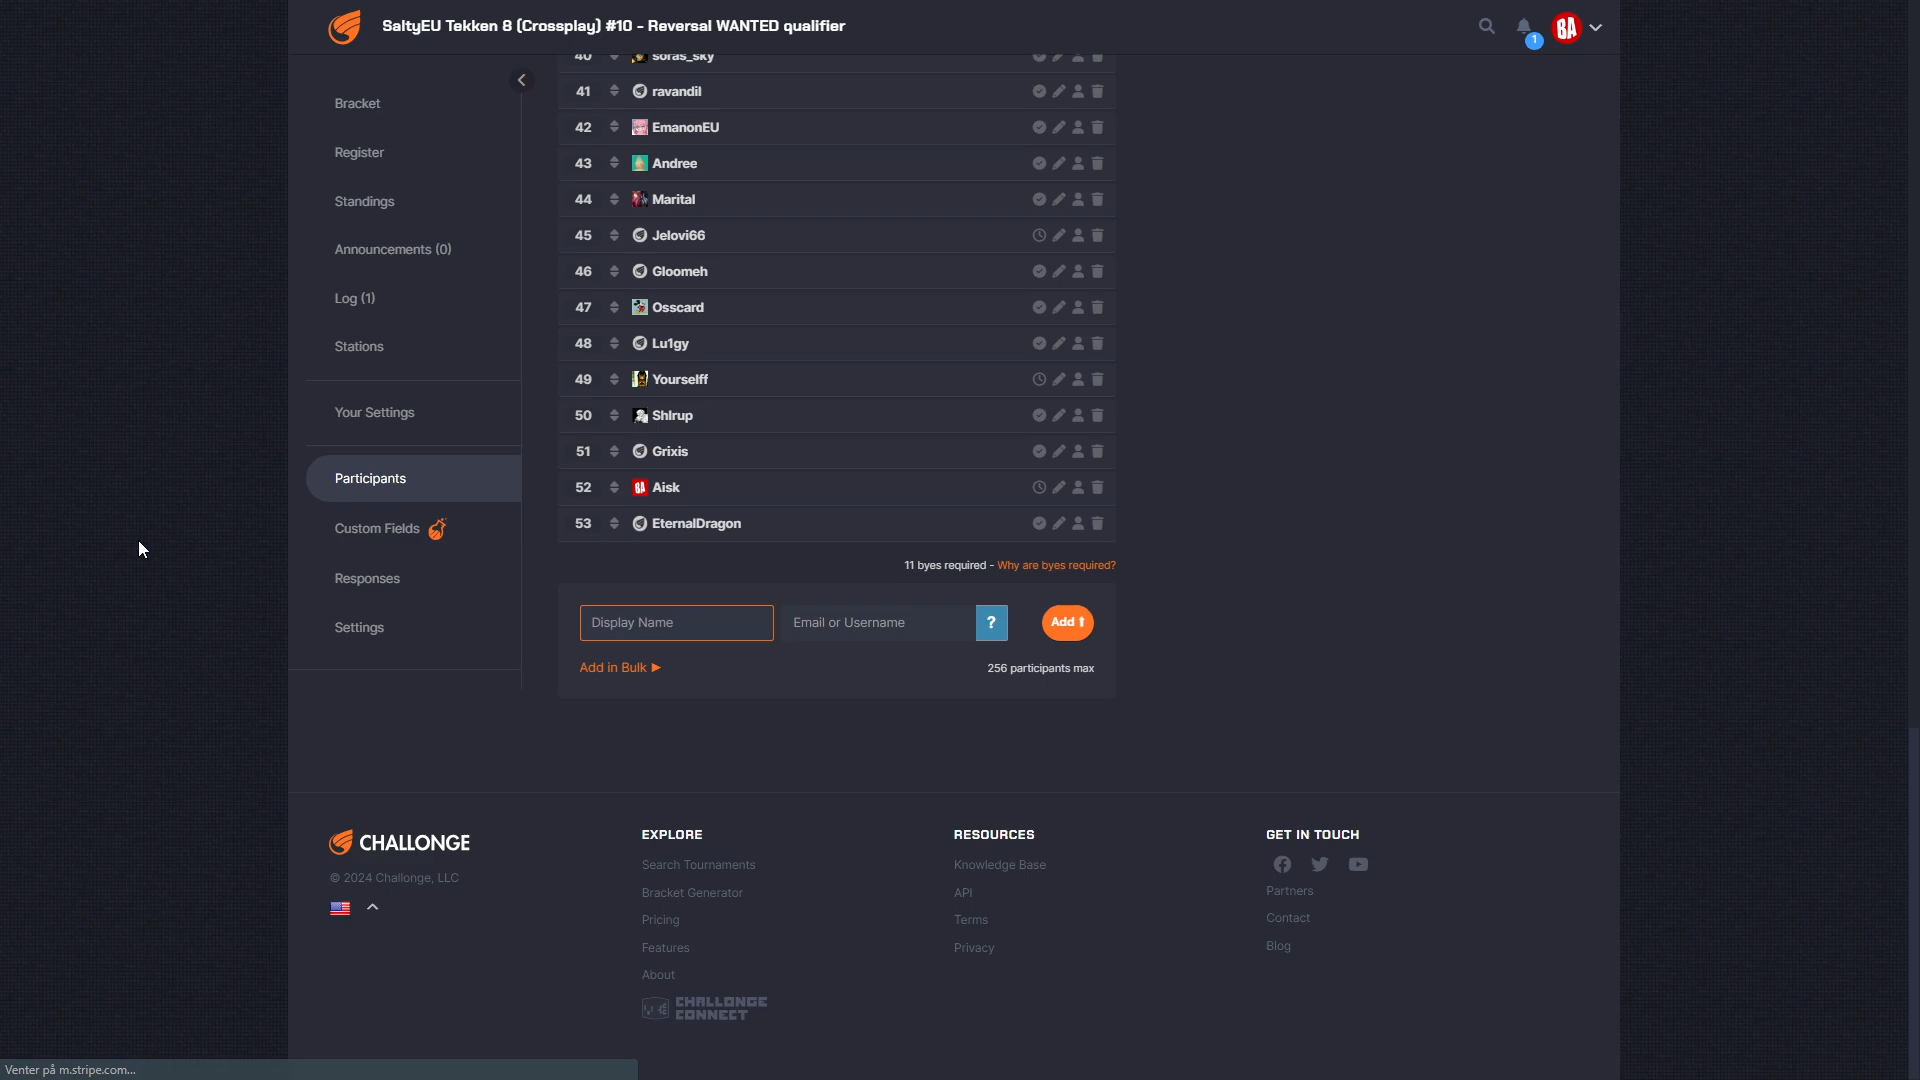 SaltyEU Tekken 8 (Crossplay) #10 - Reversal WANTED qualifier
1
BA
Bracket
Register
Standings
Announcements (0)
Log (1)
Stations
Your Settings
Participants
Custom Fields
Responses
Settings
40 soras_sky
41 ravandil
42 EmanonEU
43 Andree
44 Marital
45 Jelovi66
46 Gloomeh
47 Osscard
48 Lu1gy
49 Yourselff
50 Shlrup
51 Grixis
52 BA Aisk
53 EternalDragon
11 byes required - Why are byes required?
Display Name Email or Username ? Add
Add in Bulk 256 participants max
CHALLONGE
© 2024 Challonge, LLC
EXPLORE
Search Tournaments
Bracket Generator
Pricing
Features
About
CHALLONGE
CONNECT
RESOURCES
Knowledge Base
API
Terms
Privacy
GET IN TOUCH
Partners
Contact
Blog
Venter på m.stripe.com...